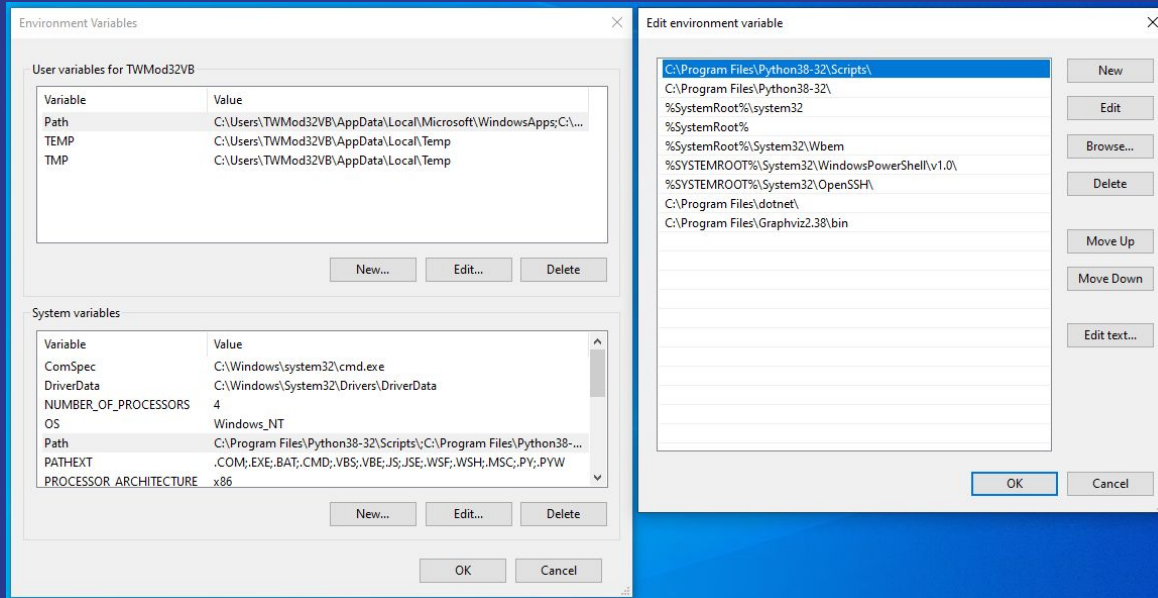 Environment Variables
User variables for TWMod32VB
Variable Value
Path C:\Users\TWMod32VB\AppData\Local\Microsoft\WindowsApps;C:\...
TEMP C:\Users\TWMod32VB\AppData\Local\Temp
TMP C:\Users\TWMod32VB\AppData\Local\Temp
New... Edit... Delete
System variables
Variable Value
ComSpec C:\Windows\system32\cmd.exe
DriverData C:\Windows\System32\Drivers\DriverData
NUMBER_OF_PROCESSORS 4
OS Windows_NT
Path C:\Program Files\Python38-32\Scripts\;C:\Program Files\Python38-...
PATHEXT .COM;.EXE;.BAT;.CMD;.VBS;.VBE;.JS;.JSE;.WSF;.WSH;.MSC;.PY;.PYW
PROCESSOR_ARCHITECTURE x86
New... Edit... Delete
OK Cancel
Edit environment variable
C:\Program Files\Python38-32\Scripts\
C:\Program Files\Python38-32\
%SystemRoot%\system32
%SystemRoot%
%SystemRoot%\System32\Wbem
%SYSTEMROOT%\System32\WindowsPowerShell\v1.0\
%SYSTEMROOT%\System32\OpenSSH\
C:\Program Files\dotnet\
C:\Program Files\Graphviz2.38\bin
New
Edit
Browse...
Delete
Move Up
Move Down
Edit text...
OK Cancel